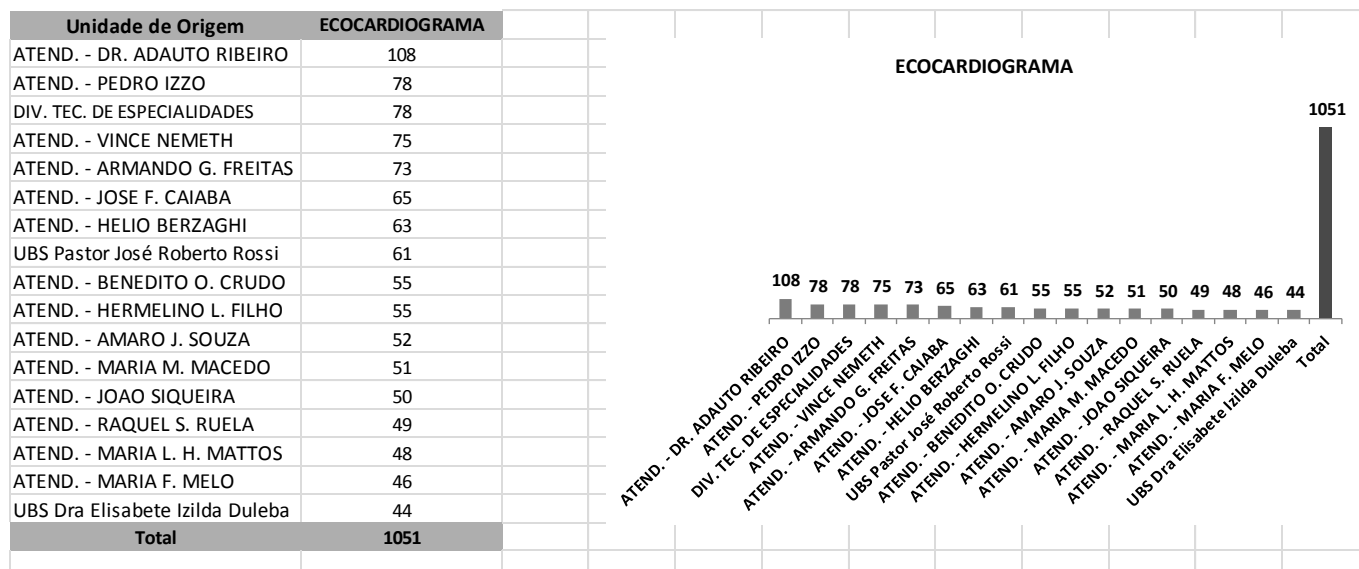 Unidade de Origem ECOCARDIOGRAMA
ATEND. - DR. ADAUTO RIBEIRO 108
ATEND. - PEDRO IZZO 78
DIV. TEC. DE ESPECIALIDADES 78
ATEND. - VINCE NEMETH 75
ATEND. - ARMANDO G. FREITAS 73
ATEND. - JOSE F. CAIABA 65
ATEND. - HELIO BERZAGHI 63
UBS Pastor José Roberto Rossi 61
ATEND. - BENEDITO O. CRUDO 55
ATEND. - HERMELINO L. FILHO 55
ATEND. - AMARO J. SOUZA 52
ATEND. - MARIA M. MACEDO 51
ATEND. - JOAO SIQUEIRA 50
ATEND. - RAQUEL S. RUELA 49
ATEND. - MARIA L. H. MATTOS 48
ATEND. - MARIA F. MELO 46
UBS Dra Elisabete Izilda Duleba 44
Total 1051
ECOCARDIOGRAMA
108 78 78 75 73 65 63 61 55 55 52 51 50 49 48 46 44 1051
ATEND. - DR. ADAUTO RIBEIRO
ATEND. - PEDRO IZZO
DIV. TEC. DE ESPECIALIDADES
ATEND. - VINCE NEMETH
ATEND. - ARMANDO G. FREITAS
ATEND. - JOSE F. CAIABA
ATEND. - HELIO BERZAGHI
UBS Pastor José Roberto Rossi
ATEND. - BENEDITO O. CRUDO
ATEND. - HERMELINO L. FILHO
ATEND. - AMARO J. SOUZA
ATEND. - MARIA M. MACEDO
ATEND. - JOAO SIQUEIRA
ATEND. - RAQUEL S. RUELA
ATEND. - MARIA L. H. MATTOS
ATEND. - MARIA F. MELO
UBS Dra Elisabete Izilda Duleba
Total